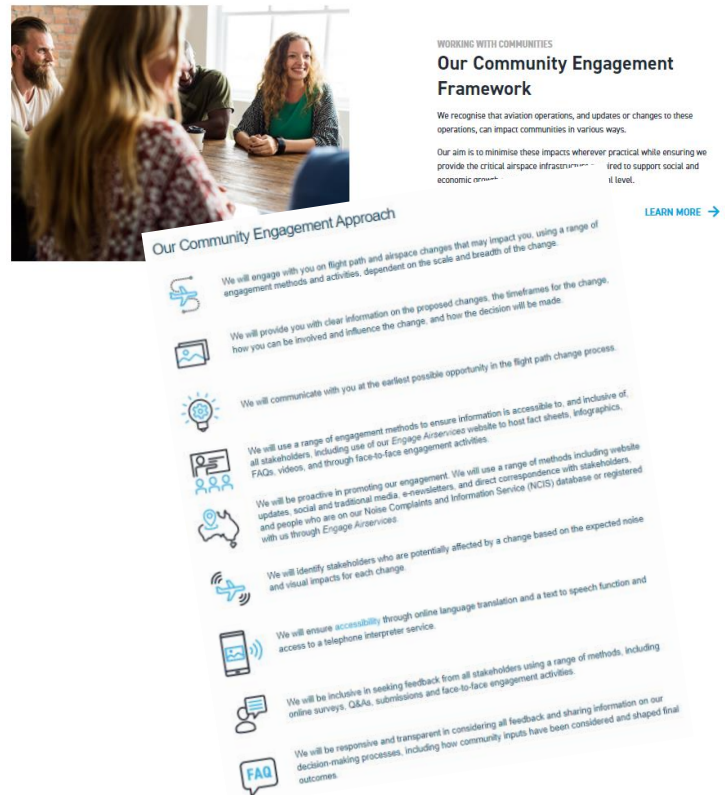 WORKING WITH COMMUNITIES
Our Community Engagement
Framework
We recognise that aviation operations, and updates or changes to these
operations, can impact communities in various ways.
Our aim is to minimise these impacts wherever practical while ensuring we
provide the critical airspace infrastructure to support social and
economic level.
LEARN MORE →
Our Community Engagement Approach
We will engage with you on flight path and airspace changes that may impact you, using a range of
engagement methods and activities, dependent on the scale and breadth of the change.
We will provide you with clear information on the proposed changes, the timeframes for the change,
how you can be involved and influence the change, and how the decision will be made.
We will communicate with you at the earliest possible opportunity in the flight path change process.
We will use a range of engagement methods to ensure information is accessible to, and inclusive of,
all stakeholders, including use of our Engage Airservices website to host fact sheets, infographics,
FAQs, videos, and through face-to-face engagement activities.
We will be proactive in promoting our engagement. We will use a range of methods including website
updates, social and traditional media, e-newsletters, and direct correspondence with stakeholders,
and people who are on our Noise Complaints and Information Service (NCIS) database or registered
with us through Engage Airservices.
We will identify stakeholders who are potentially affected by a change based on the expected noise
and visual impacts for each change.
We will ensure accessibility through online language translation and a text to speech function and
access to a telephone interpreter service.
We will be inclusive in seeking feedback from all stakeholders using a range of methods, including
online surveys, Q&As, submissions and face-to-face engagement activities.
We will be responsive and transparent in considering all feedback and sharing information on our
decision-making processes, including how community inputs have been considered and shaped final
outcomes.
FAQ